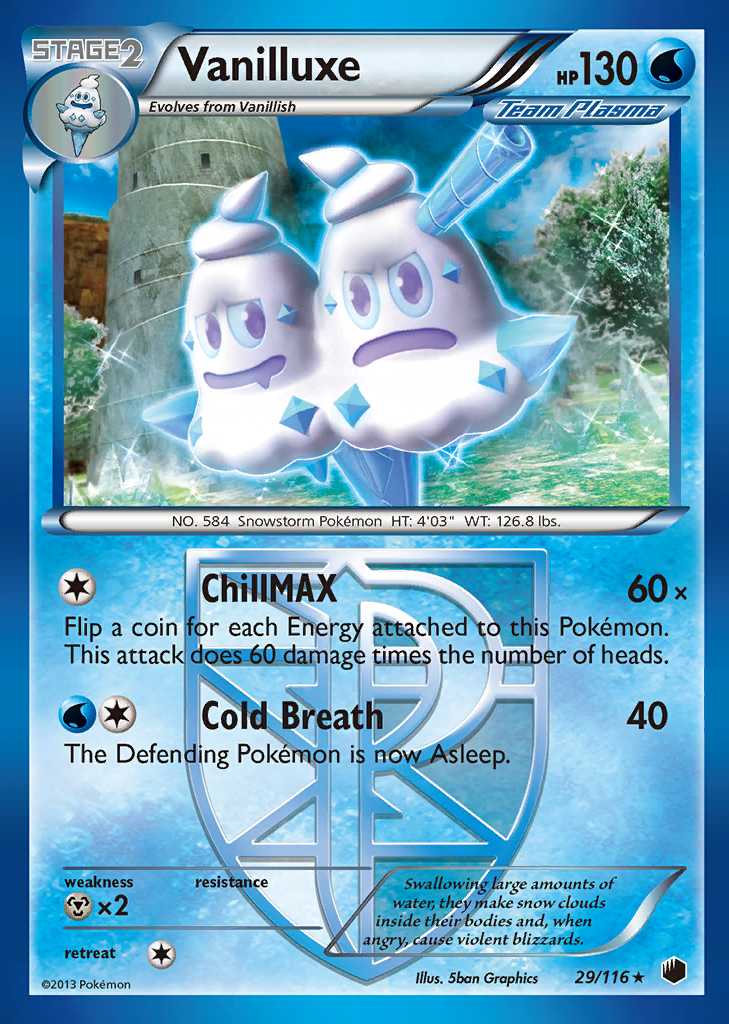 STAGE2
Vanilluxe
HP130
Evolves from Vanillish
Team Plasma
NO. 584 Snowstorm Pokémon HT: 4'03" WT: 126.8 lbs.
ChillMAX 60×
Flip a coin for each Energy attached to this Pokémon.
This attack does 60 damage times the number of heads.
Cold Breath 40
The Defending Pokémon is now Asleep.
weakness resistance
×2
retreat
Swallowing large amounts of
water, they make snow clouds
inside their bodies and, when
angry, cause violent blizzards.
©2013 Pokémon
Illus. 5ban Graphics 29/116★